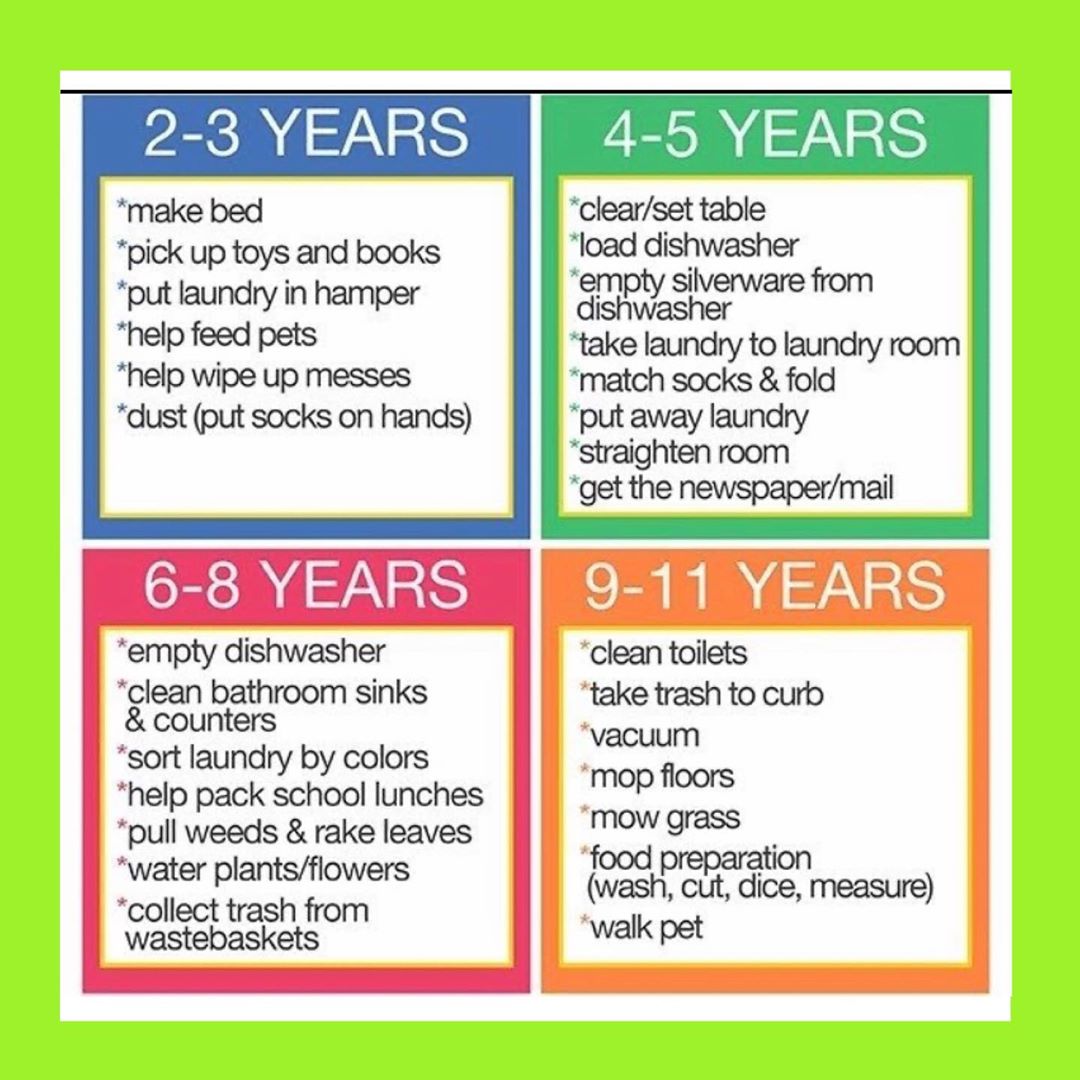 2-3 YEARS
*make bed
*pick up toys and books
*put laundry in hamper
*help feed pets
*help wipe up messes
*dust (put socks on hands)
4-5 YEARS
*clear/set table
*load dishwasher
*empty silverware from
dishwasher
*take laundry to laundry room
*match socks & fold
*put away laundry
*straighten room
*get the newspaper/mail
6-8 YEARS
*empty dishwasher
*clean bathroom sinks
& counters
*sort laundry by colors
*help pack school lunches
*pull weeds & rake leaves
*water plants/flowers
*collect trash from
wastebaskets
9-11 YEARS
*clean toilets
*take trash to curb
*vacuum
*mop floors
*mow grass
*food preparation
(wash, cut, dice, measure)
*walk pet